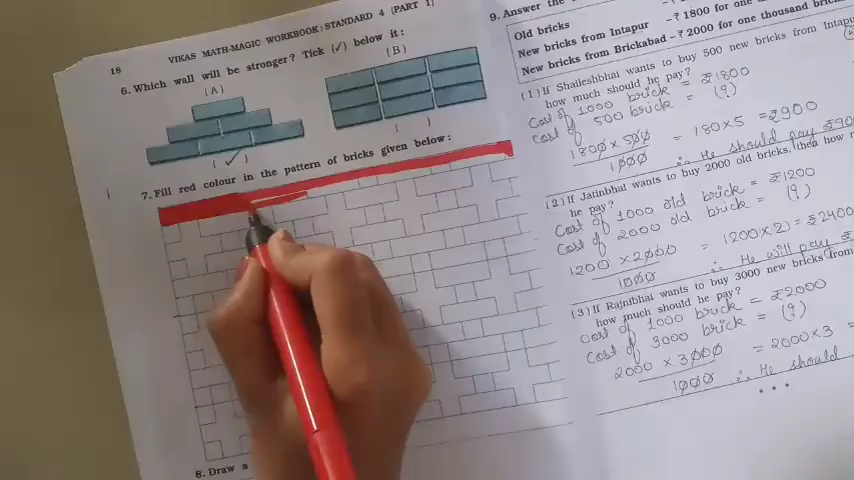 18
VIKAS MATH-MAGIC WORKBOOK: STANDARD 4 (PART 1)
6. Which wall will be stronger? Tick (✓) below it:
(A)
(B)
( ✓ )
( )
7. Fill red colour in the pattern of bricks given below:
8. Draw a
9. Answer the
Old bricks
New bricks from Intapur - ₹ 1800 for one
New bricks from Brickabad - ₹ 2000 for one thousand
(1) If Shaileshbhai wants to buy 500 new bricks from Intapu
how much should he pay?
Cost of 1000 brick = ₹1800
Cost of 500 brick = (?)
1800 × 500
1000
= 180×5 = ₹900
∴ He should pay ₹90
(2) If Jatinbhai wants to buy 2000 old bricks, then how
he pay?
Cost of 1000 old brick = ₹1200
Cost of 2000 old brick = (?)
1200 × 2000
1000
= 1200×2) = ₹2400
∴ He will pay ₹
(3) If Rajnibhai wants to buy 3000 new bricks from
how much should he pay?
Cost of 1000 brick = ₹2000
Cost of 3000 brick = (?)
2000 × 3000
1000
= 2000×3 =
∴ He should
• • •